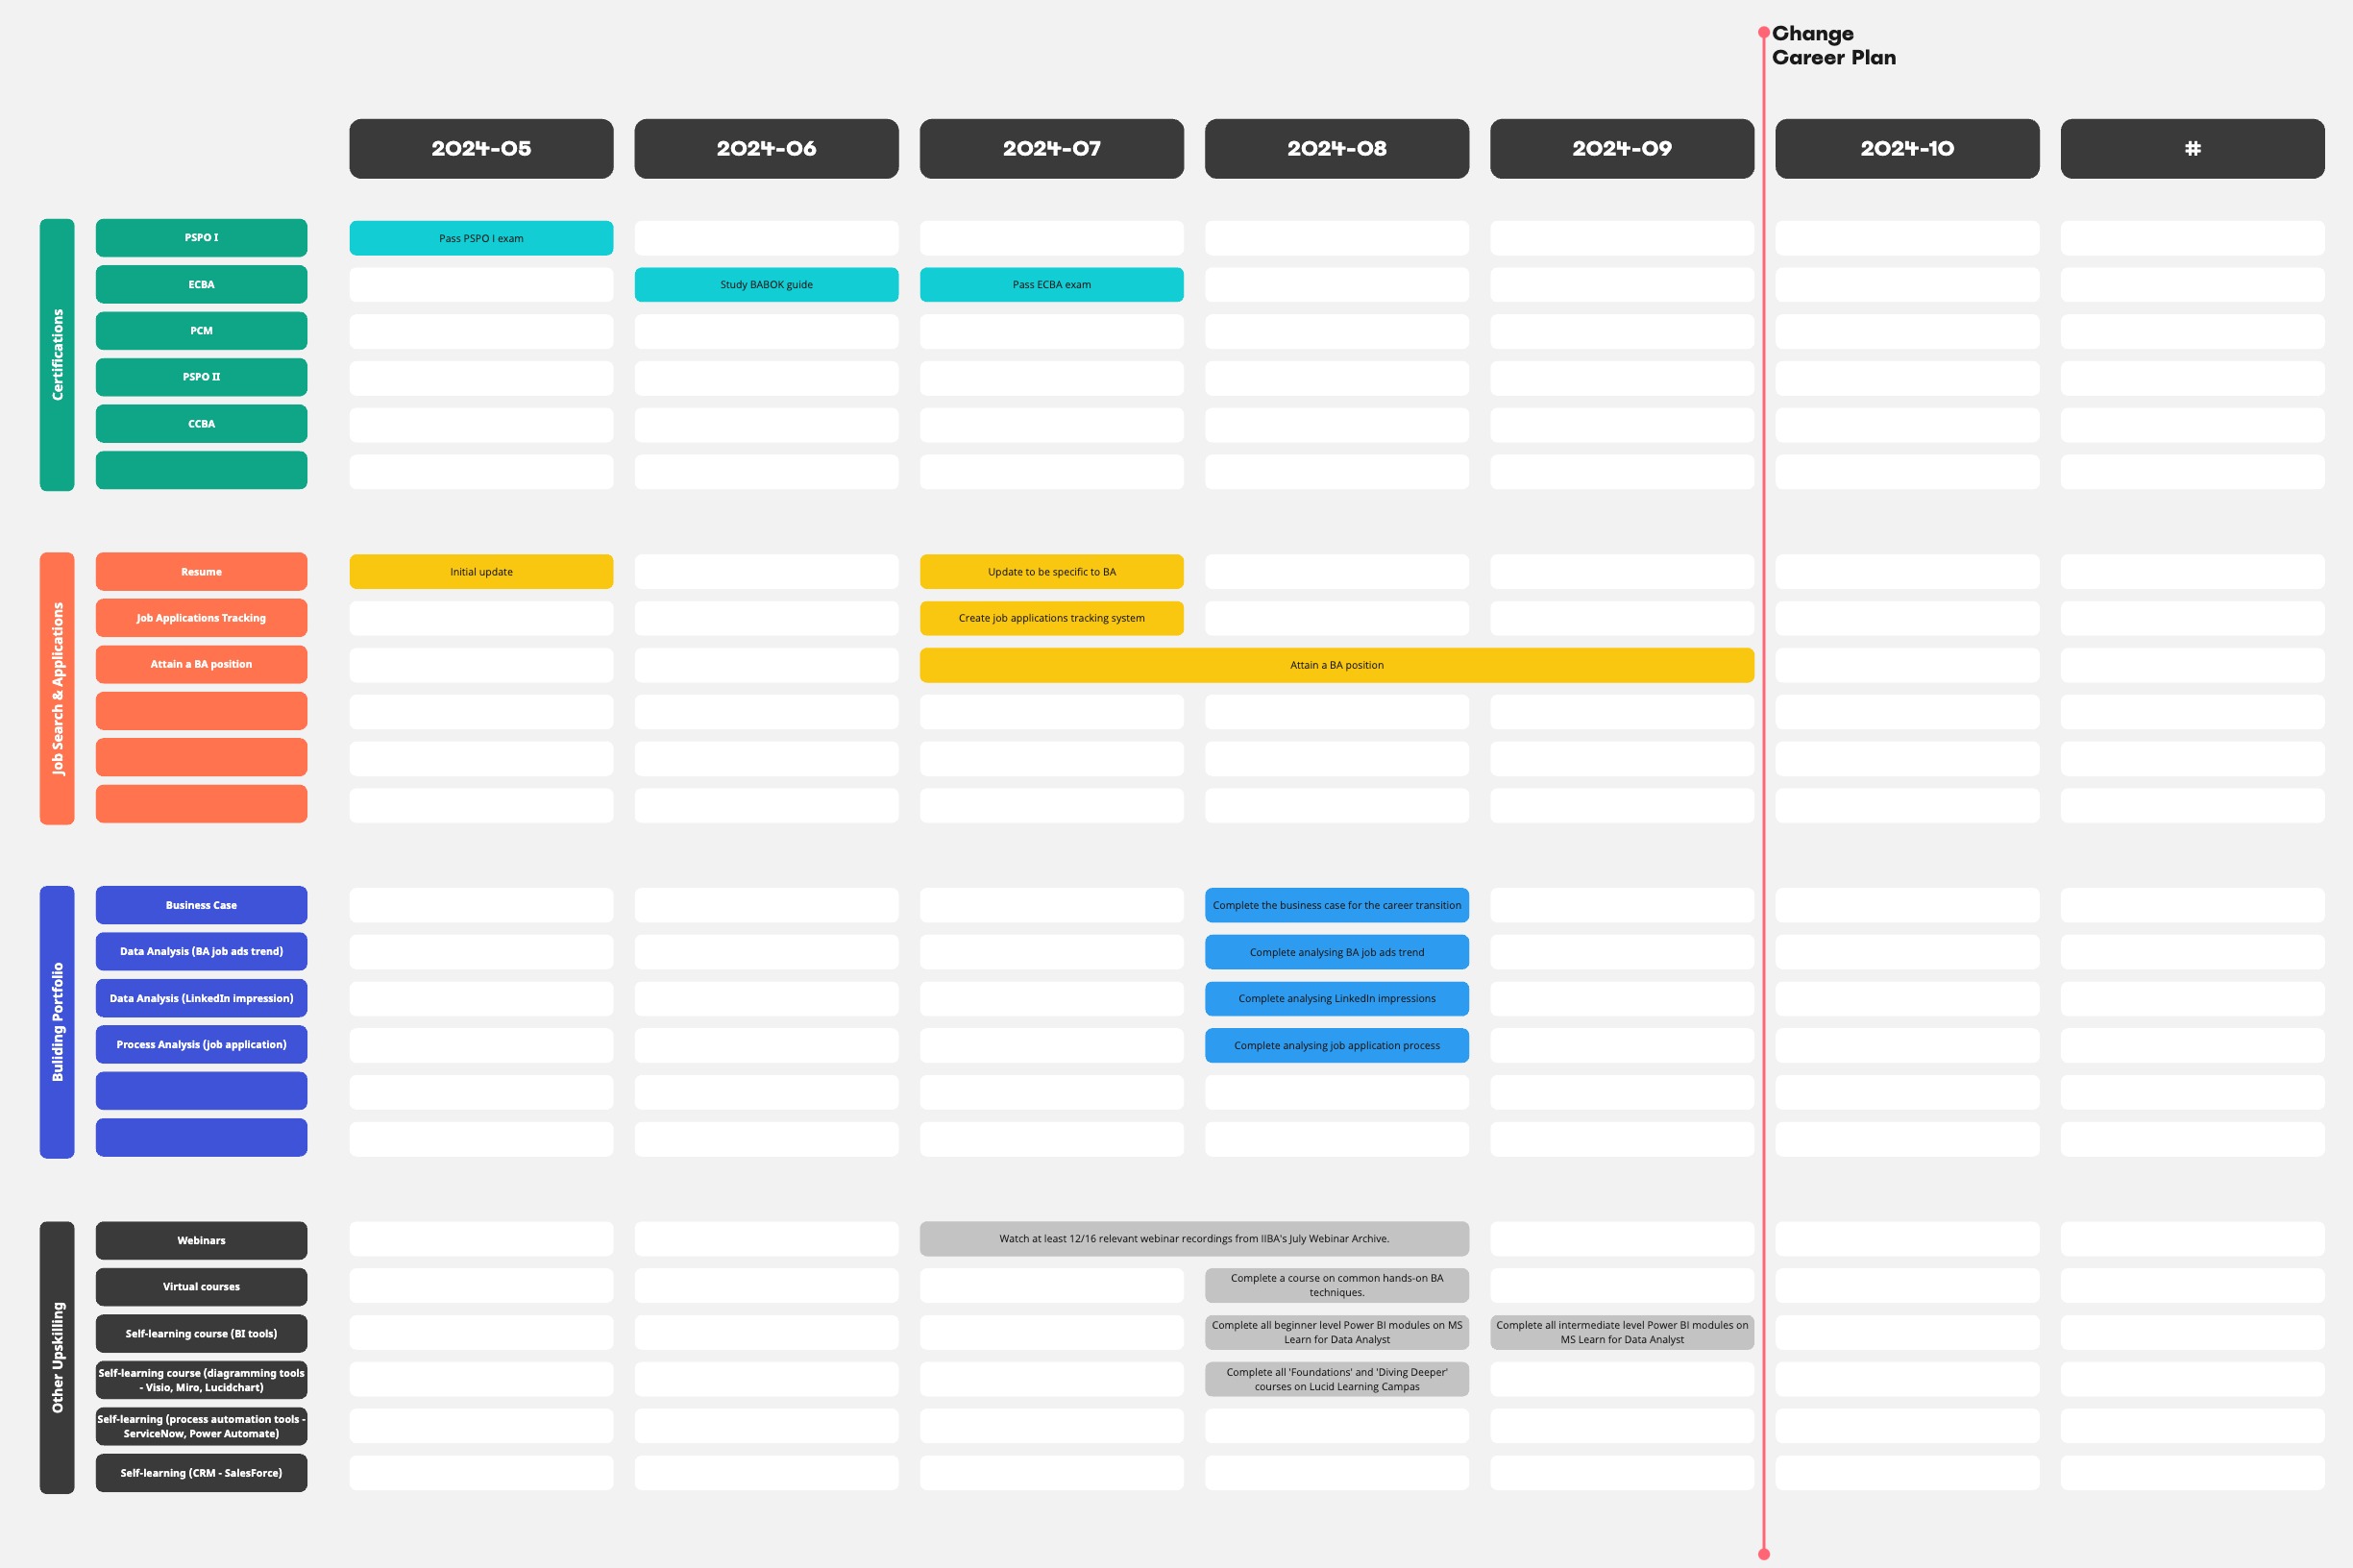 Change
Career Plan
2024-05
2024-06
2024-07
2024-08
2024-09
2024-10
#
Certifications
PSPO I
Pass PSPO I exam
ECBA
Study BABOK guide
Pass ECBA exam
PCM
PSPO II
CCBA
Job Search & Applications
Resume
Initial update
Update to be specific to BA
Job Applications Tracking
Create job applications tracking system
Attain a BA position
Attain a BA position
Buliding Portfolio
Business Case
Complete the business case for the career transition
Data Analysis (BA job ads trend)
Complete analysing BA job ads trend
Data Analysis (LinkedIn impression)
Complete analysing LinkedIn impressions
Process Analysis (job application)
Complete analysing job application process
Other Upskilling
Webinars
Watch at least 12/16 relevant webinar recordings from IIBA's July Webinar Archive.
Virtual courses
Complete a course on common hands-on BA
techniques.
Self-learning course (BI tools)
Complete all beginner level Power BI modules on MS
Learn for Data Analyst
Complete all intermediate level Power BI modules on
MS Learn for Data Analyst
Self-learning course (diagramming tools
- Visio, Miro, Lucidchart)
Complete all 'Foundations' and 'Diving Deeper'
courses on Lucid Learning Campas
Self-learning (process automation tools -
ServiceNow, Power Automate)
Self-learning (CRM - SalesForce)